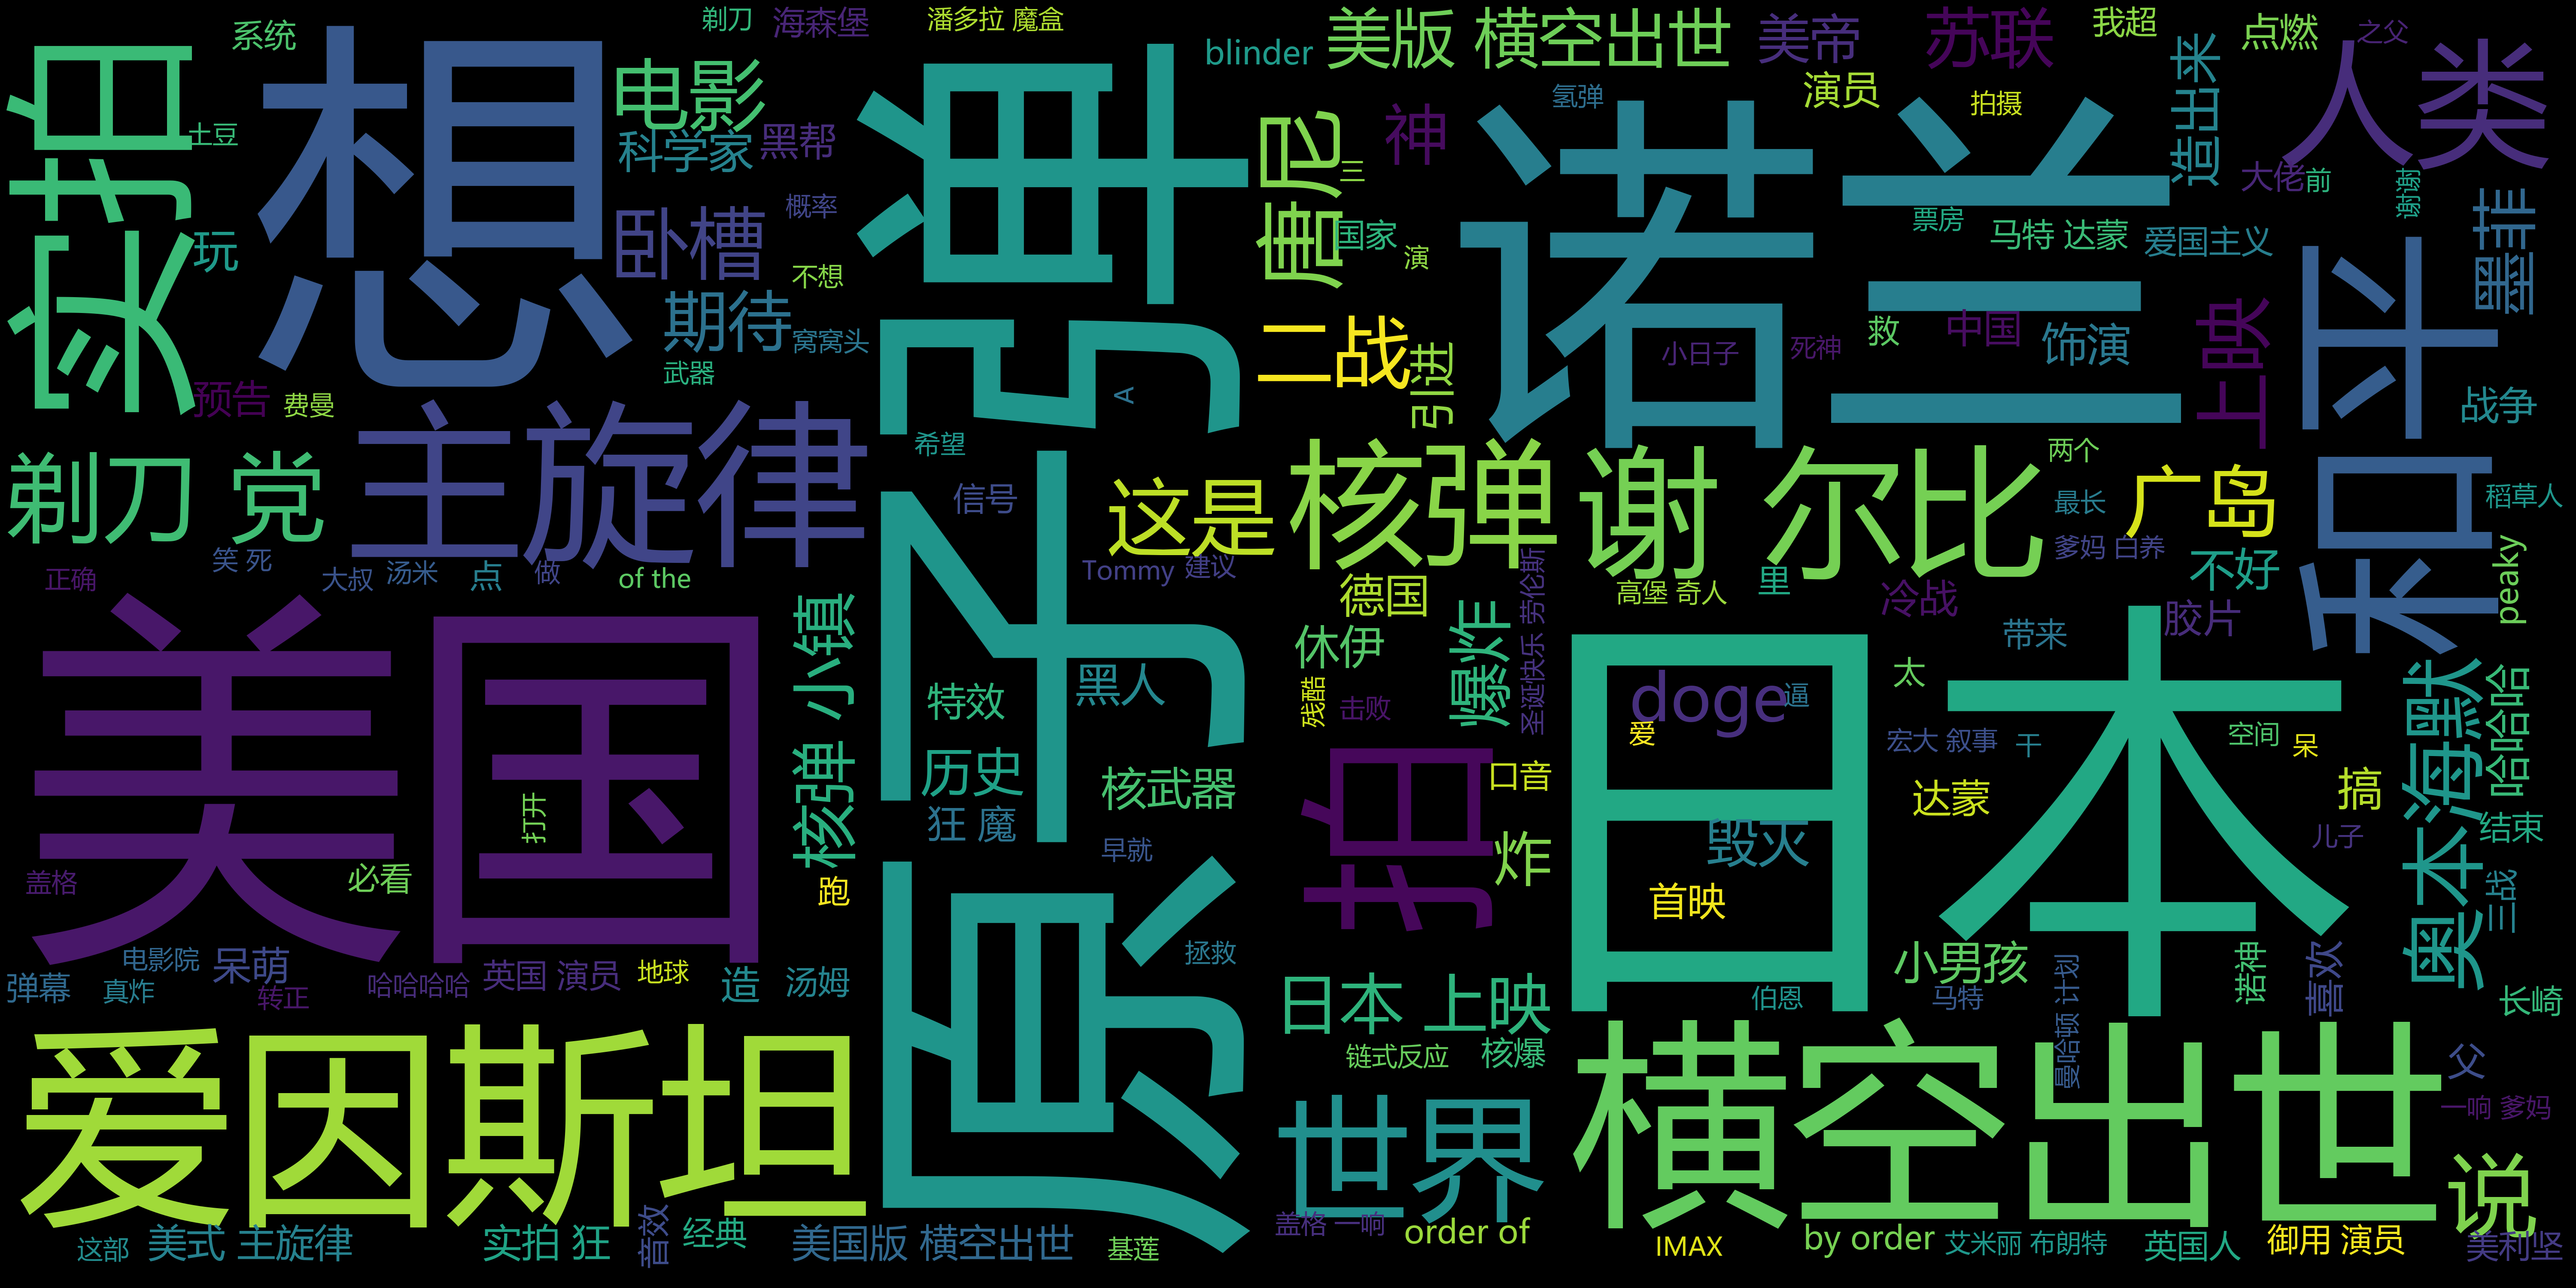 实拍
系统
想
剃刀
海森堡
潘多拉 魔盒
电影
土豆
科学家
黑帮
玩
卧槽
概率
不想
期待
窝窝头
武器
预告
费曼
原子弹
blinder
美版 横空出世
美帝
苏联
我超
点燃
之父
人类
氢弹
演员
拍摄
造出来
唐尼
神
三
诺兰
大佬
前
谢谢
国家
演
票房
马特 达蒙
爱国主义
墨菲
和平
二战
引进
小日子
死神
救
中国
饰演
上映
战争
A
剃刀 党
主旋律
希望
信号
这是
核弹
谢尔比
两个
最长
广岛
稻草人
正确
笑 死
大叔
汤米
点
做
of the
Tommy
建议
德国
圣诞快乐 劳伦斯
高堡 奇人
里
冷战
爹妈 白养
不好
peaky
美国
核弹 小镇
休伊
爆炸
胶片
带来
特效
黑人
残酷
击败
doge
逼
太
日本
奥本海默
哈哈哈
爱
宏大 叙事
干
空间
呆
历史
核武器
拍
口音
达蒙
搞
打开
狂 魔
早就
炸
毁灭
儿子
结束
盖格
必看
跑
首映
三战
电影院
呆萌
弹幕
真炸
转正
哈哈哈哈
英国 演员
地球
造
汤姆
拯救
日本 上映
伯恩
小男孩
马特
曼哈顿 计划
诺神
喜欢
长崎
爱因斯坦
链式反应
核爆
横空出世
父
一响 爹妈
世界
说
这部
美式 主旋律
实拍 狂
音效
经典
美国版 横空出世
基莲
盖格 一响
order of
IMAX
by order
艾米丽 布朗特
英国人
御用 演员
美利坚